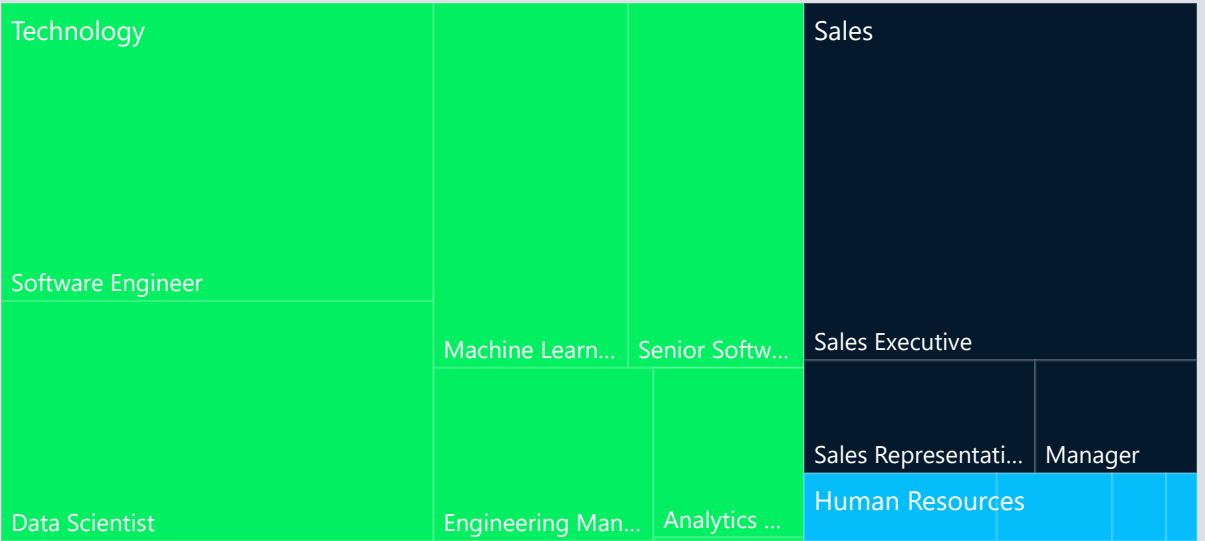 Technology
Software Engineer
Data Scientist
Machine Learn...
Senior Softw...
Engineering Man...
Analytics ...
Sales
Sales Executive
Sales Representati...
Manager
Human Resources